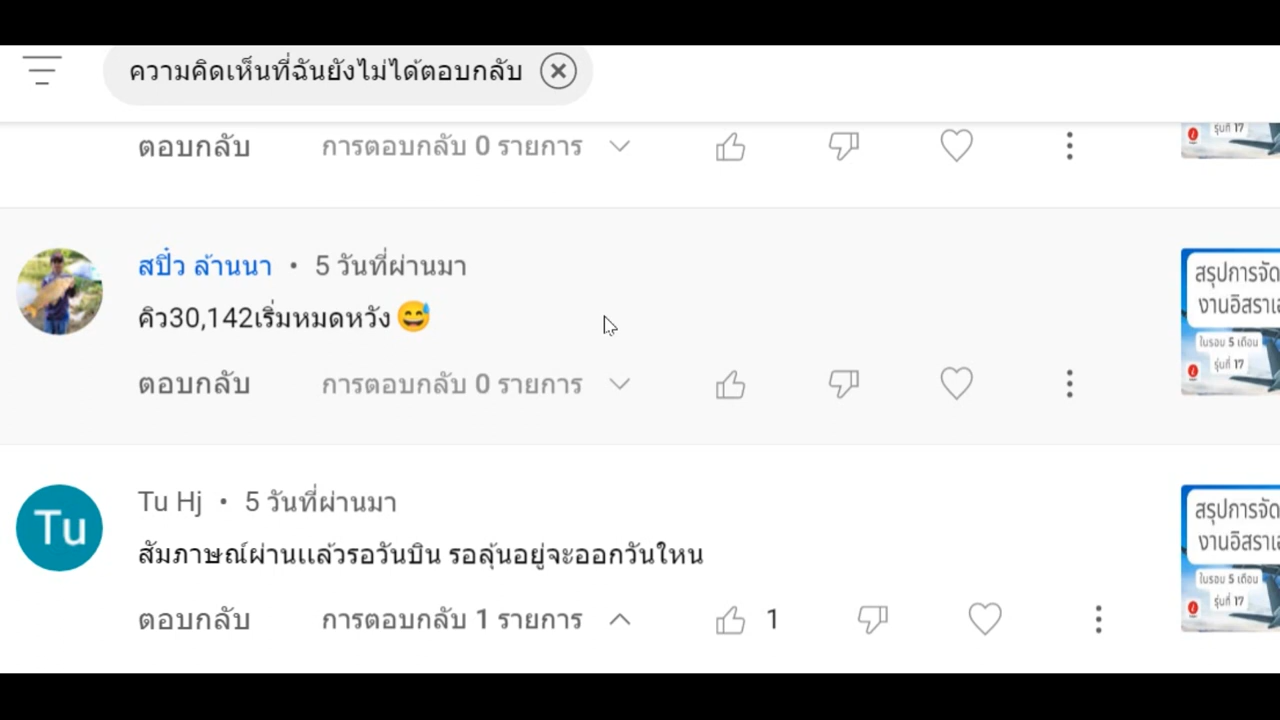 ความคิดเห็นที่ฉันยังไม่ได้ตอบกลับ
ตอบกลับ การตอบกลับ 0 รายการ
รุ่นที่ 17
สปิ๋ว ล้านนา • 5 วันที่ผ่านมา
คิว30,142เริ่มหมดหวัง😅
ตอบกลับ การตอบกลับ 0 รายการ
สรุปการจัด
งานอิสราเอ
ในรอบ 5 เดือน
รุ่นที่ 17
Tu
Tu Hj • 5 วันที่ผ่านมา
สัมภาษณ์ผ่านเเล้วรอวันบิน รอลุ้นอยู่จะออกวันใหน
ตอบกลับ การตอบกลับ 1 รายการ 1
สรุปการจัด
งานอิสราเอ
ในรอบ 5 เดือน
รุ่นที่ 17